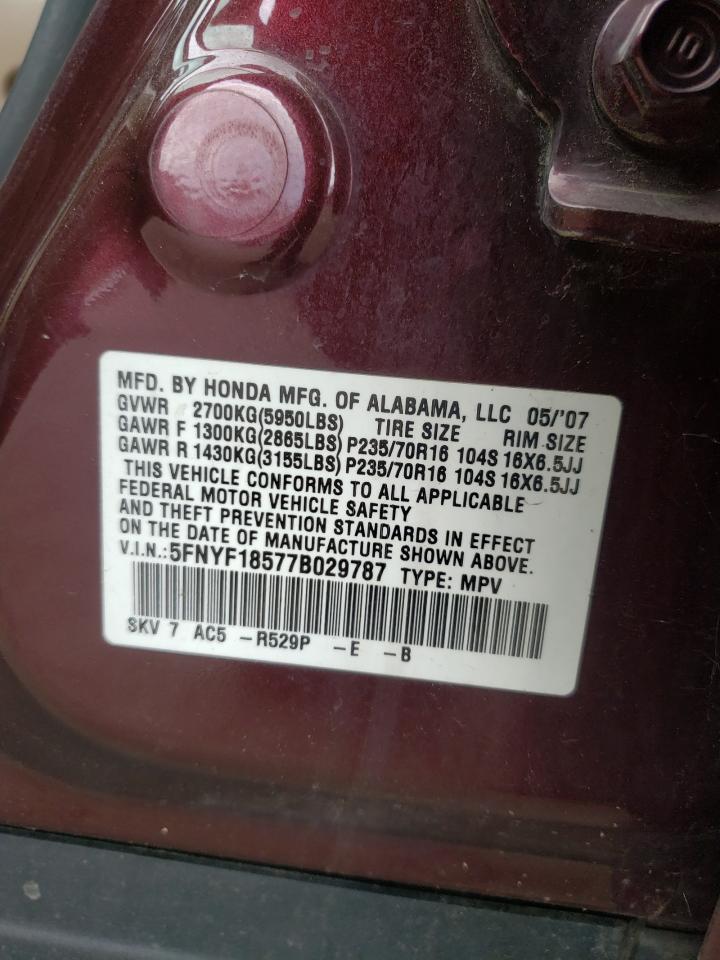 MFD. BY HONDA MFG. OF ALABAMA, LLC 05/'07
GVWR 2700KG(5950LBS) TIRE SIZE RIM SIZE
GAWR F 1300KG(2865LBS) P235/70R16 104S 16X6.5JJ
GAWR R 1430KG(3155LBS) P235/70R16 104S 16X6.5JJ
THIS VEHICLE CONFORMS TO ALL APPLICABLE
FEDERAL MOTOR VEHICLE SAFETY
AND THEFT PREVENTION STANDARDS IN EFFECT
ON THE DATE OF MANUFACTURE SHOWN ABOVE.
V.I.N.:5FNYF18577B029787 TYPE: MPV
SKV 7 AC5 -R529P -E -B